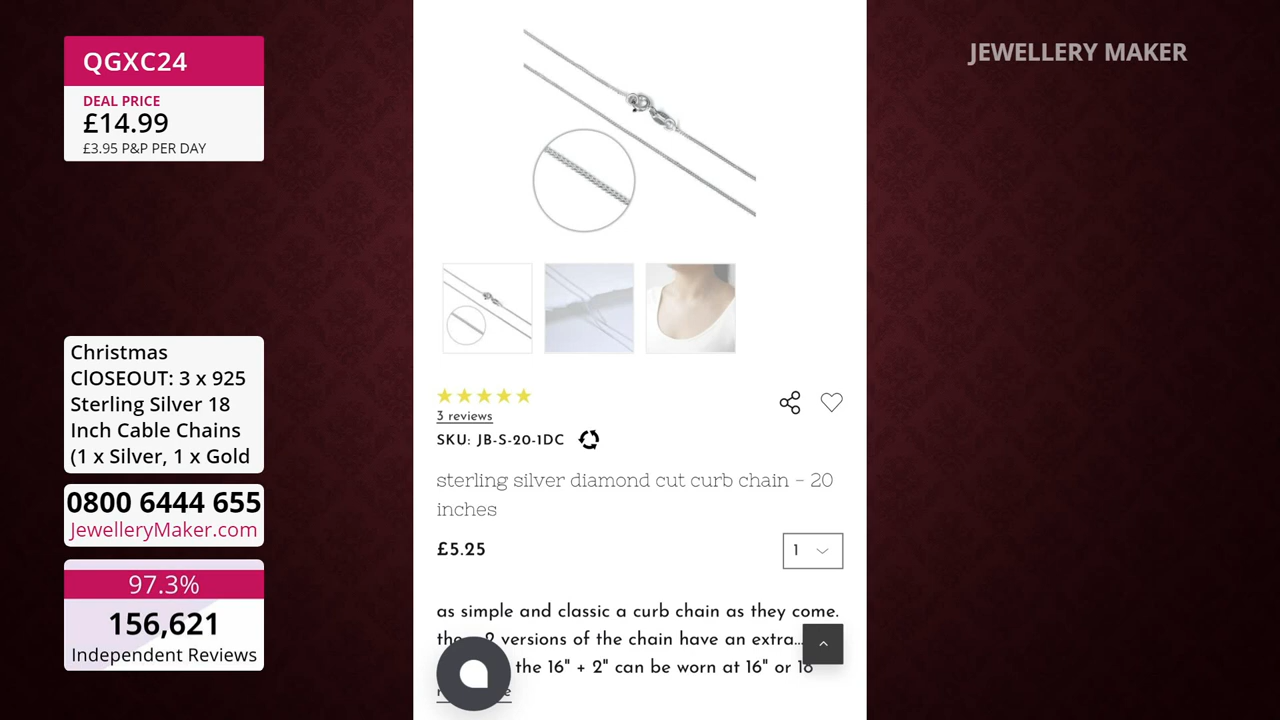 QGXC24
DEAL PRICE
£14.99
£3.95 P&P PER DAY
JEWELLERY MAKER
Christmas
ClOSEOUT: 3 x 925
Sterling Silver 18
Inch Cable Chains
(1 x Silver, 1 x Gold
0800 6444 655
JewelleryMaker.com
97.3%
156,621
Independent Reviews
3 reviews
SKU: JB-S-20-1DC
sterling silver diamond cut curb chain – 20
inches
£5.25
1
as simple and classic a curb chain as they come.
2 versions of the chain have an extra...
the 16" + 2" can be worn at 16" or 18